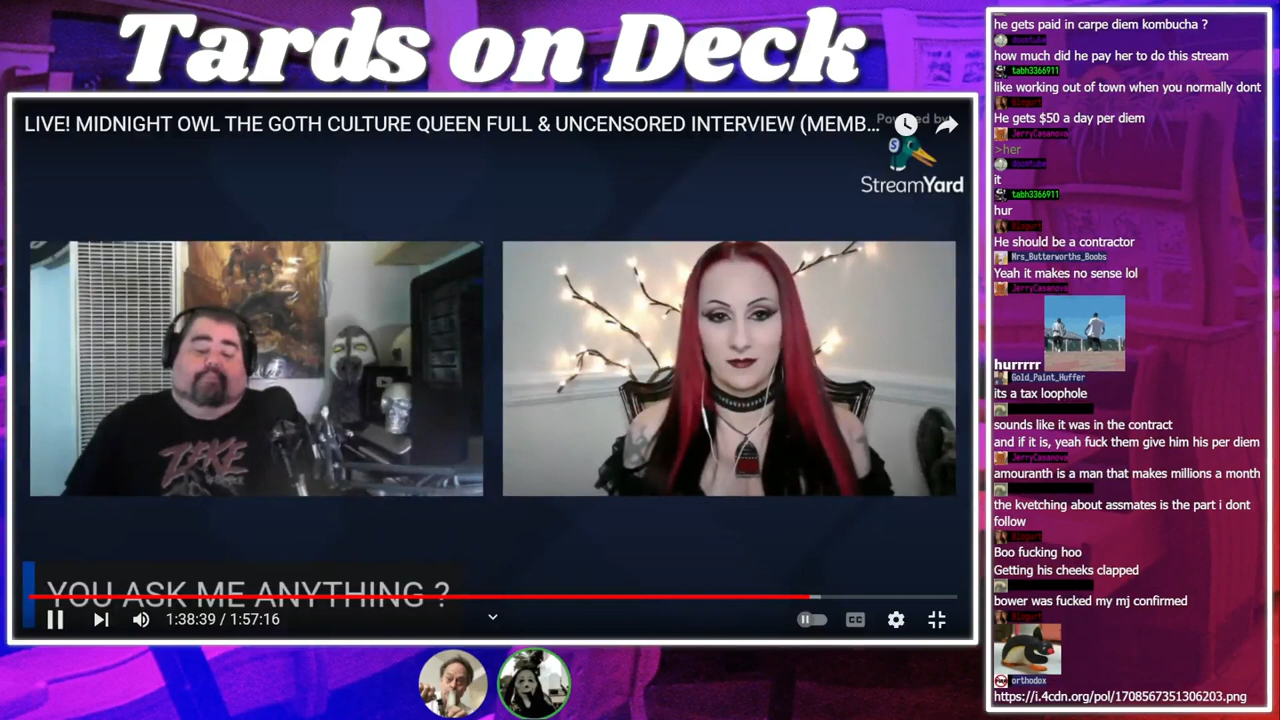 Tards on Deck
LIVE! MIDNIGHT OWL THE GOTH CULTURE QUEEN FULL & UNCENSORED INTERVIEW (MEMB...
Powered by
S
StreamYard
YOU ASK ME ANYTHING ?
1:38:39 / 1:57:16
CC
he gets paid in carpe diem kombucha ?
how much did he pay her to do this stream
tabh3366911
like working out of town when you normally dont
Blogurt
He gets $50 a day per diem
JerryCasanova
>her
it
tabh3366911
hur
Blogurt
He should be a contractor
Mrs_Butterworths_Boobs
Yeah it makes no sense lol
JerryCasanova
hurrrrr
Gold_Paint_Huffer
its a tax loophole
sounds like it was in the contract
and if it is, yeah fuck them give him his per diem
JerryCasanova
amouranth is a man that makes millions a month
the kvetching about assmates is the part i dont
follow
Blogurt
Boo fucking hoo
Getting his cheeks clapped
bower was fucked my mj confirmed
Blogurt
orthodox
https://i.4cdn.org/pol/1708567351306203.png